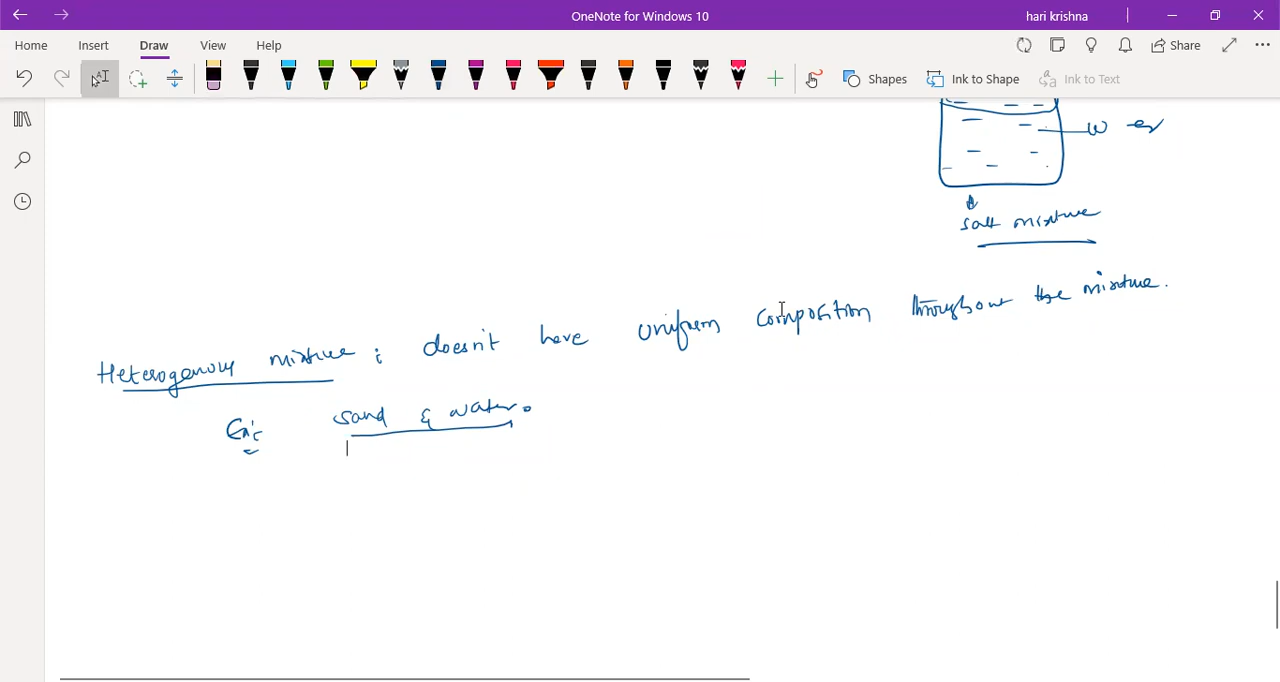 OneNote for Windows 10
hari krishna
Home Insert Draw View Help
Share
Shapes Ink to Shape Ink to Text
salt mixture
Heterogenous mixture : doesn't have uniform composition throughout the mixture.
Ex: sand & water.